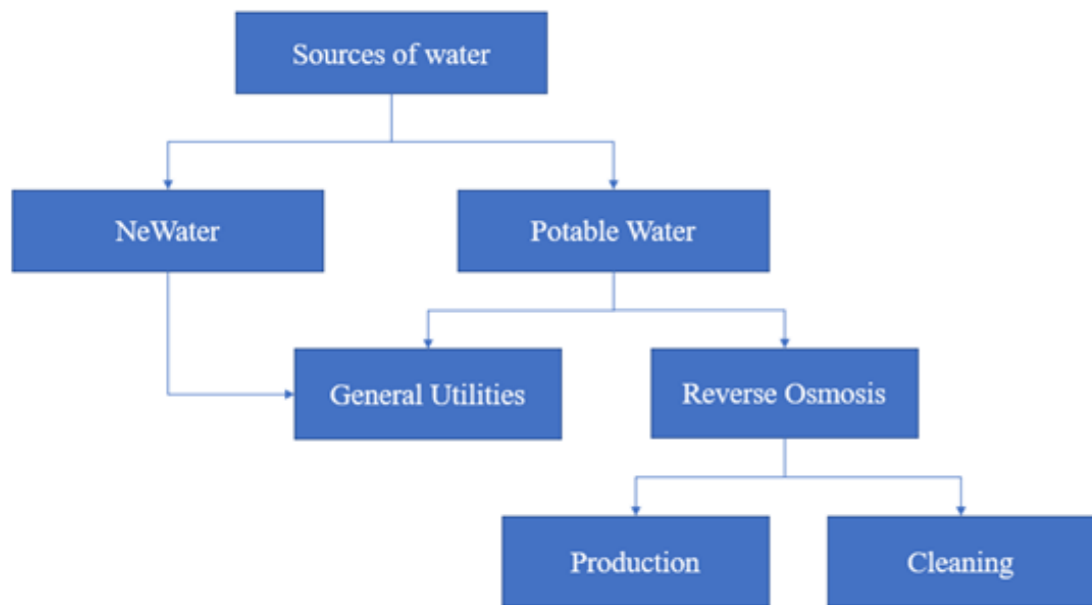 Sources of water
NeWater
Potable Water
General Utilities
Reverse Osmosis
Production
Cleaning